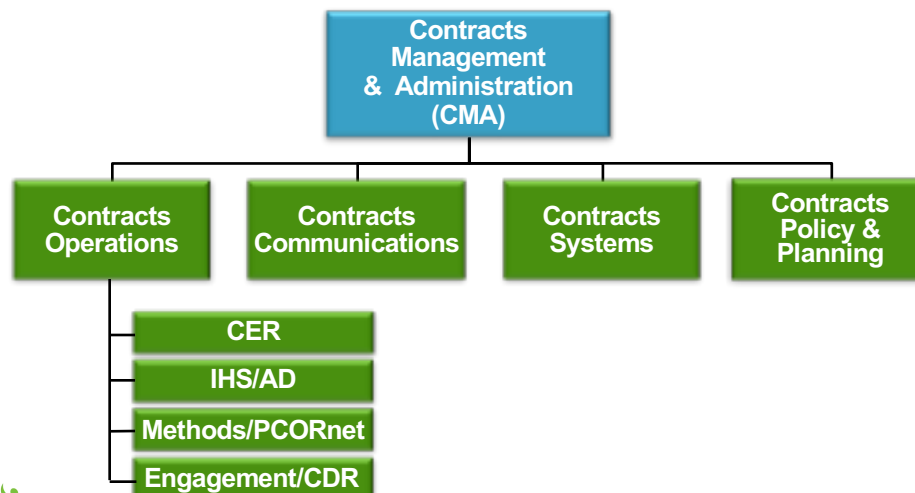 Contracts
Management
& Administration
(CMA)
Contracts
Operations
Contracts
Communications
Contracts
Systems
Contracts
Policy &
Planning
CER
IHS/AD
Methods/PCORnet
Engagement/CDR